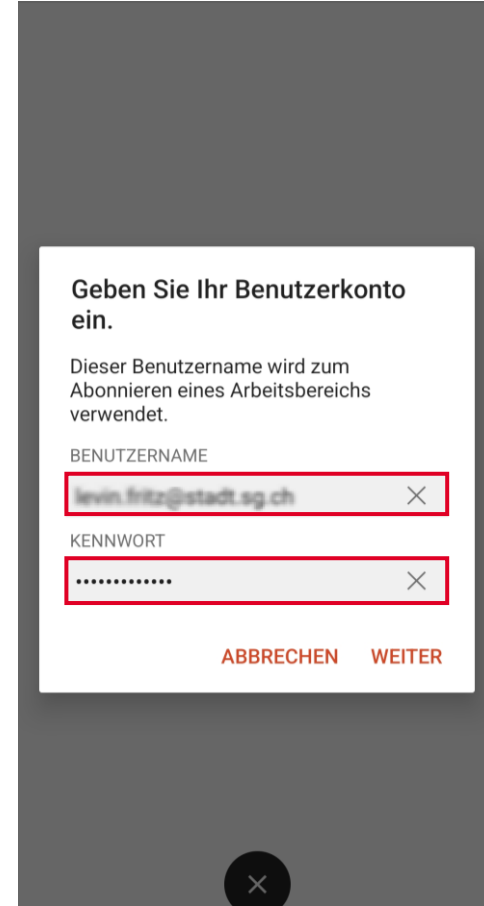 Geben Sie Ihr Benutzerkonto
ein.
Dieser Benutzername wird zum
Abonnieren eines Arbeitsbereichs
verwendet.
BENUTZERNAME
KENNWORT
•••••••••••••
ABBRECHEN WEITER